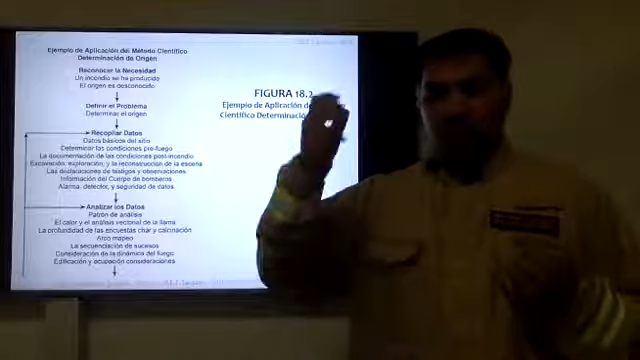 Ejemplo de Aplicación del Método Científico
Determinación de Origen
Reconocer la Necesidad
Un incendio se ha producido
El origen es desconocido
Definir el Problema
Determinar el origen
Recopilar Datos
Datos básicos del sitio
Determinar las condiciones pre-fuego
La documentación de las condiciones post-incendio
Excavación, exploración, y la reconstrucción de la escena
Las declaraciones de testigos y observaciones
Información del Cuerpo de bomberos
Alarma, detector, y seguridad de datos
Analizar los Datos
Patrón de análisis
El calor y el análisis vectorial de la llama
La profundidad de las encuestas char y calcinación
Arco mapeo
La secuenciación de sucesos
Consideración de la dinámica del fuego
Edificación y ocupación consideraciones
FIGURA 18.2
Ejemplo de Aplicación de
Científico Determinación